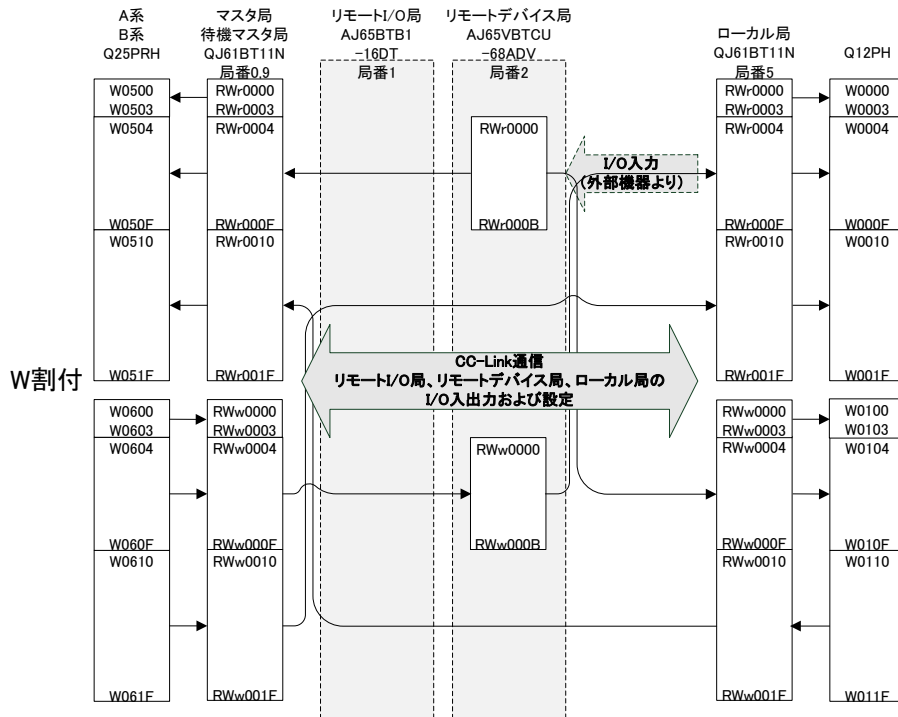 A系
B系
Q25PRH
マスタ局
待機マスタ局
QJ61BT11N
局番0,9
リモートI/O局
AJ65BTB1
-16DT
局番1
リモートデバイス局
AJ65VBTCU
-68ADV
局番2
ローカル局
QJ61BT11N
局番5
Q12PH
W0500
W0503
W0504
W050F
W0510
W051F
RWr0000
RWr0003
RWr0004
RWr000F
RWr0010
RWr001F
RWr0000
RWr000B
I/O入力
(外部機器より)
RWr0000
RWr0003
RWr0004
RWr000F
RWr0010
RWr001F
W0000
W0003
W0004
W000F
W0010
W001F
W割付
CC-Link通信
リモートI/O局、リモートデバイス局、ローカル局の
I/O入出力および設定
W0600
W0603
W0604
W060F
W0610
W061F
RWw0000
RWw0003
RWw0004
RWw000F
RWw0010
RWw001F
RWw0000
RWw000B
RWw0000
RWw0003
RWw0004
RWw000F
RWw0010
RWw001F
W0100
W0103
W0104
W010F
W0110
W011F